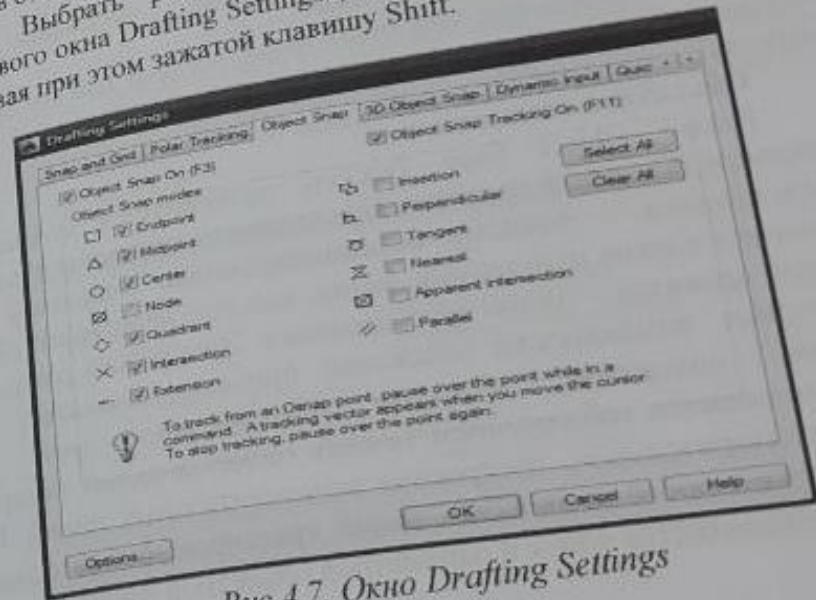 Выбрать
вого окна Drafting Settings
вая при этом зажатой клавишу Shift.
Drafting Settings
Snap and Grid Polar Tracking Object Snap 3D Object Snap Dynamic Input Quic
Object Snap On (F3) Object Snap Tracking On (F11)
Object Snap modes
Select All
Clear All
Endpoint Insertion
Midpoint Perpendicular
Center Tangent
Node Nearest
Quadrant Apparent intersection
Intersection Parallel
Extension
To track from an Osnap point, pause over the point while in a
command. A tracking vector appears when you move the cursor.
To stop tracking, pause over the point again.
Options... OK Cancel Help
Рис 4.7. Окно Drafting Settings